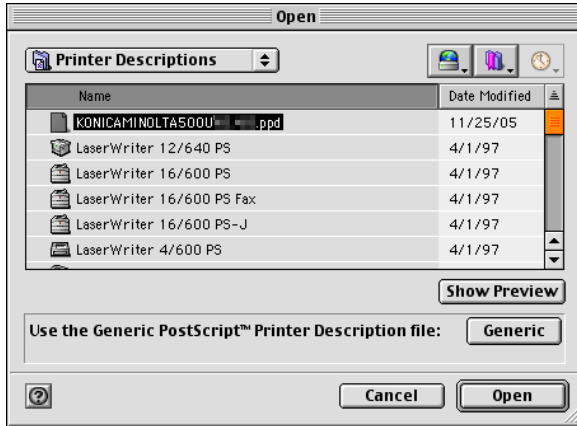 Open
Printer Descriptions
Name Date Modified
KONICAMINOLTA500U .ppd 11/25/05
LaserWriter 12/640 PS 4/1/97
LaserWriter 16/600 PS 4/1/97
LaserWriter 16/600 PS Fax 4/1/97
LaserWriter 16/600 PS-J 4/1/97
LaserWriter 4/600 PS 4/1/97
Show Preview
Use the Generic PostScript™ Printer Description file: Generic
? Cancel Open